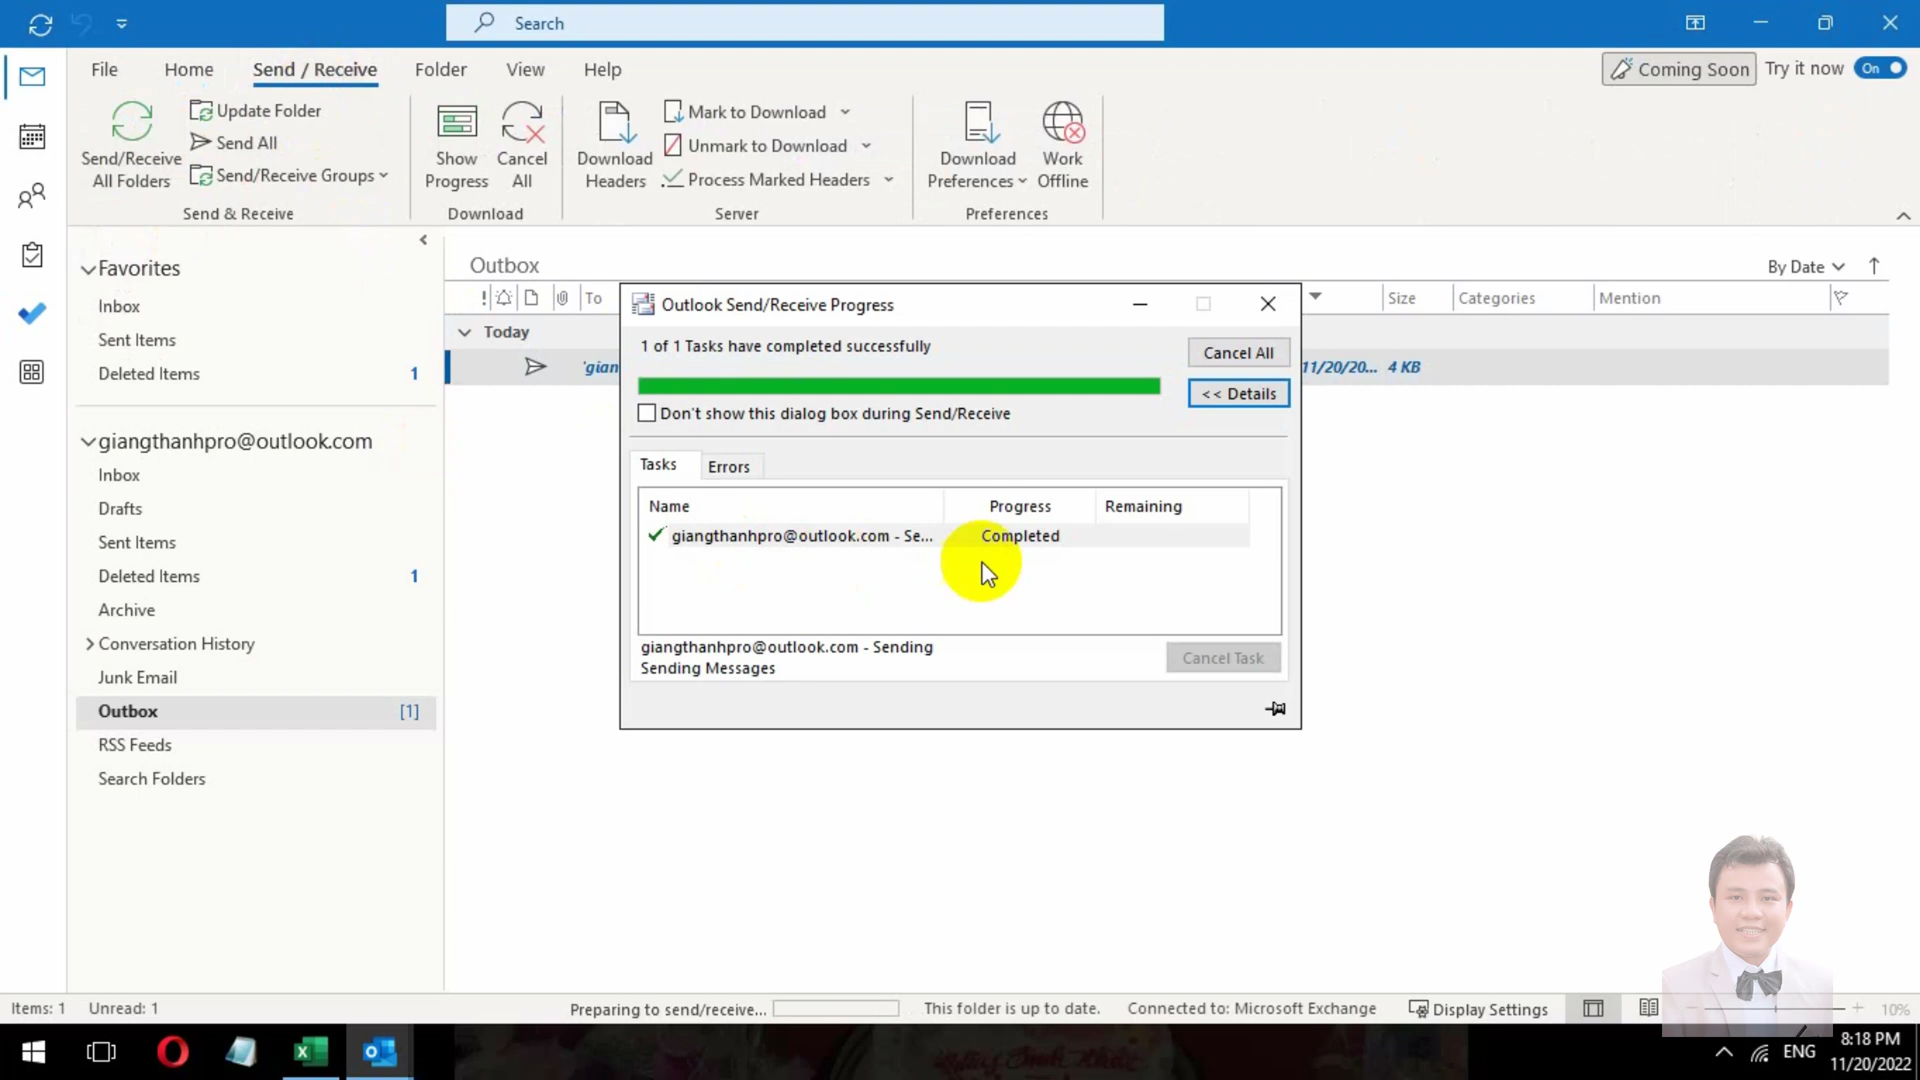 Search
File Home Send / Receive Folder View Help
Coming Soon Try it now On
Send/Receive All Folders
Update Folder
Send All
Send/Receive Groups
Send & Receive
Show Progress
Cancel All
Download
Download Headers
Mark to Download
Unmark to Download
Process Marked Headers
Server
Download Preferences
Work Offline
Preferences
Favorites
Inbox
Sent Items
Deleted Items 1
giangthanhpro@outlook.com
Inbox
Drafts
Sent Items
Deleted Items 1
Archive
Conversation History
Junk Email
Outbox [1]
RSS Feeds
Search Folders
Outbox
By Date
! To Size Categories Mention
Today
'gian 11/20/20... 4 KB
Outlook Send/Receive Progress
1 of 1 Tasks have completed successfully
Cancel All
<< Details
Don't show this dialog box during Send/Receive
Tasks Errors
Name Progress Remaining
giangthanhpro@outlook.com - Se... Completed
giangthanhpro@outlook.com - Sending
Sending Messages
Cancel Task
Items: 1 Unread: 1 Preparing to send/receive... This folder is up to date. Connected to: Microsoft Exchange Display Settings 10%
ENG
8:18 PM
11/20/2022